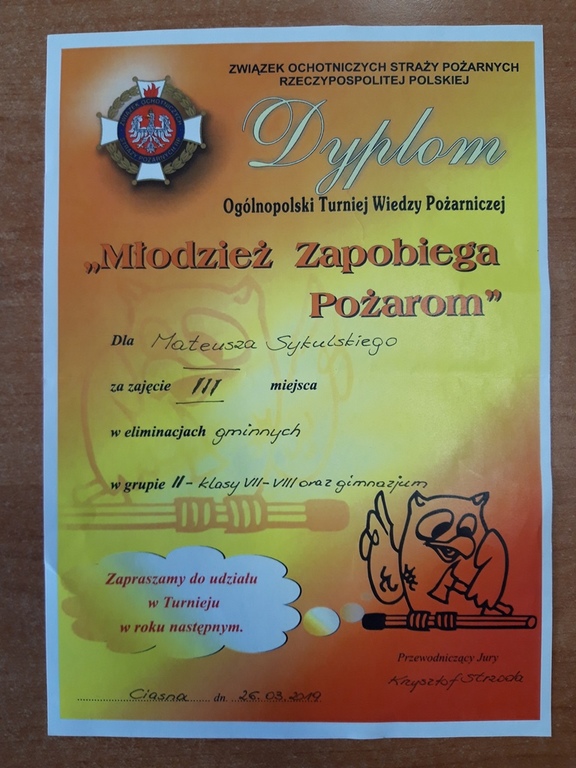 ZWIĄZEK OCHOTNICZYCH STRAŻY POŻARNYCH
RZECZYPOSPOLITEJ POLSKIEJ
Dyplom
Ogólnopolski Turniej Wiedzy Pożarniczej
„Młodzież Zapobiega
Pożarom”
Dla Mateusza Sykulskiego
za zajęcie III miejsca
w eliminacjach gminnych
w grupie II - klasy VII-VIII oraz gimnazjum
Zapraszamy do udziału
w Turnieju
w roku następnym.
Przewodniczący Jury
Krzysztof Strzoda
Ciasna dn. 26.03.2019